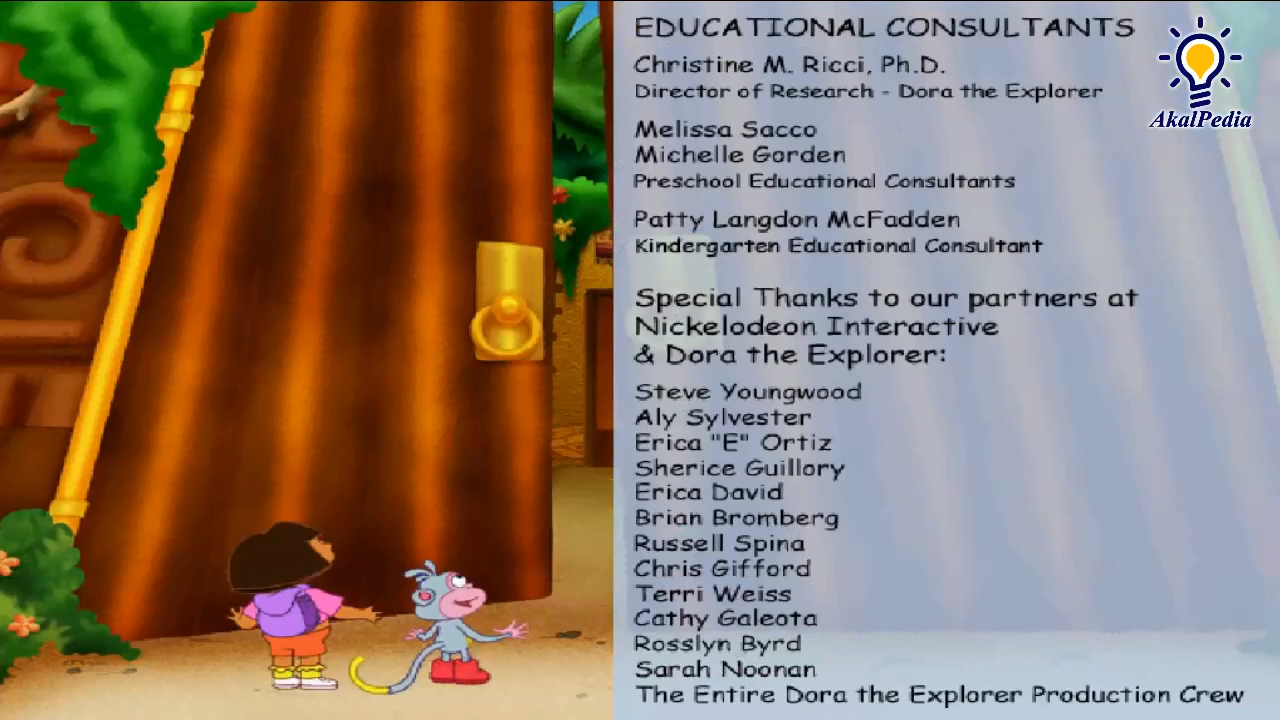 EDUCATIONAL CONSULTANTS
Christine M. Ricci, Ph.D.
Director of Research - Dora the Explorer
Melissa Sacco
Michelle Gorden
Preschool Educational Consultants
Patty Langdon McFadden
Kindergarten Educational Consultant
Special Thanks to our partners at
Nickelodeon Interactive
& Dora the Explorer:
Steve Youngwood
Aly Sylvester
Erica "E" Ortiz
Sherice Guillory
Erica David
Brian Bromberg
Russell Spina
Chris Gifford
Terri Weiss
Cathy Galeota
Rosslyn Byrd
Sarah Noonan
The Entire Dora the Explorer Production Crew
AkalPedia